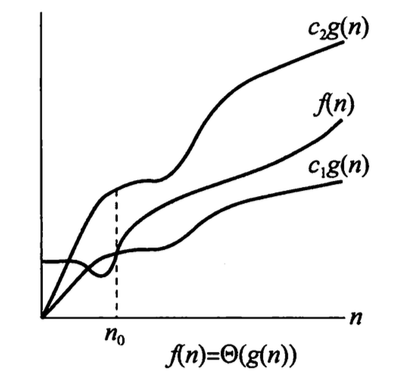 c₂g(n)
f(n)
c₁g(n)
n
n₀
f(n)=Θ(g(n))